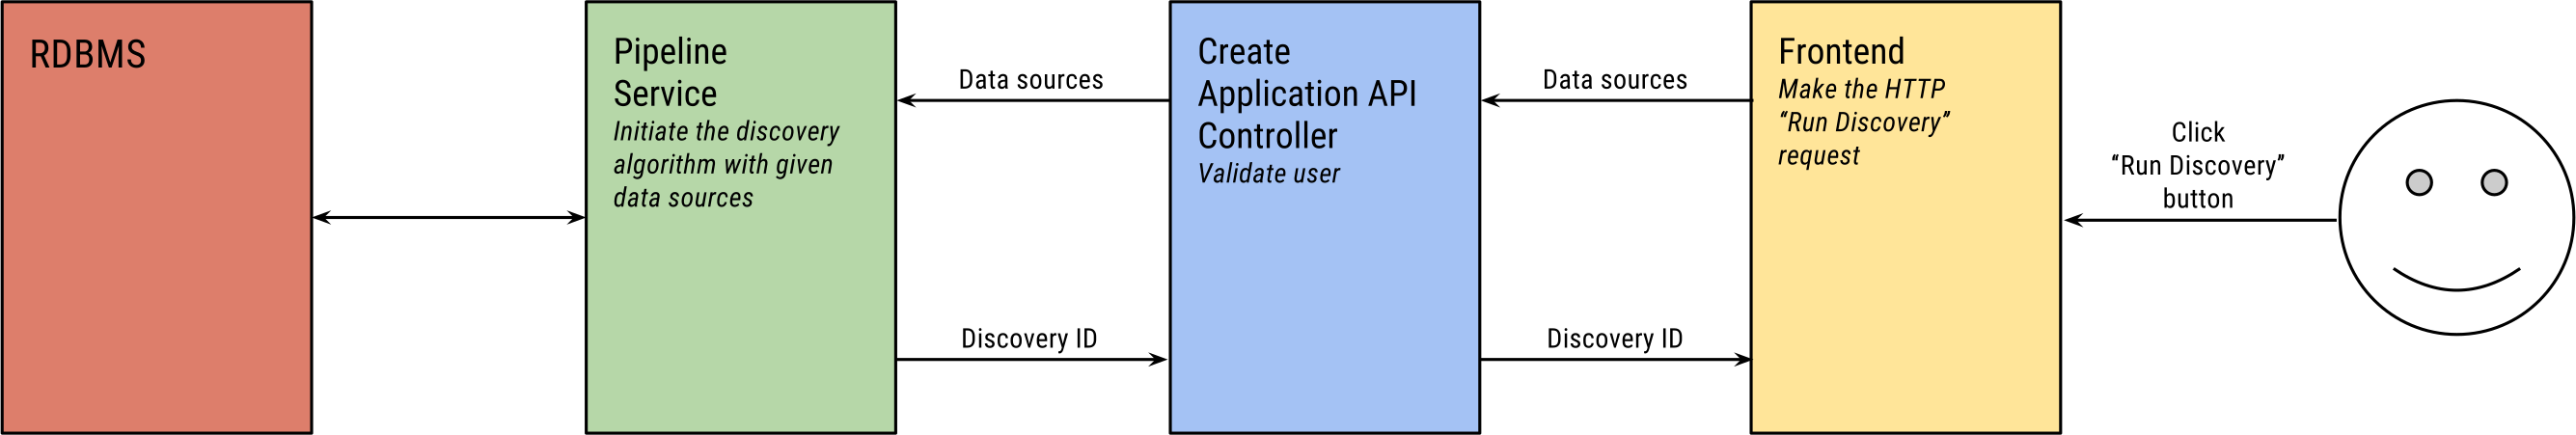 RDBMS
Pipeline
Service
Initiate the discovery
algorithm with given
data sources
Data sources
Discovery ID
Create
Application API
Controller
Validate user
Data sources
Discovery ID
Frontend
Make the HTTP
“Run Discovery”
request
Click
“Run Discovery”
button